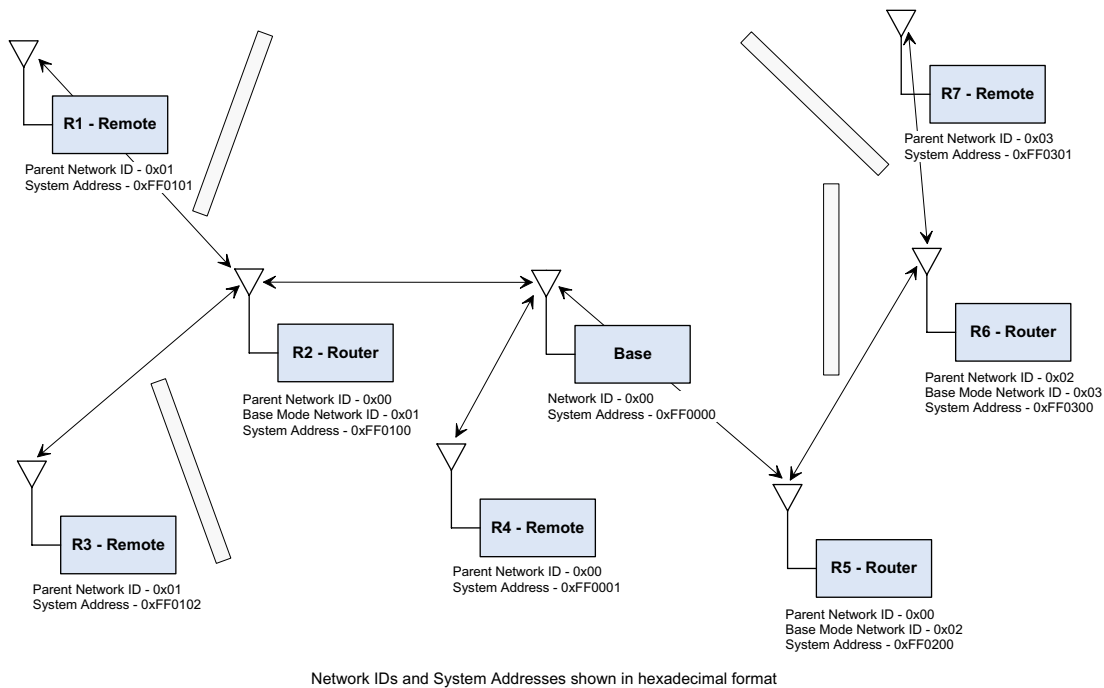 R1 - Remote
Parent Network ID - 0x01
System Address - 0xFF0101
R7 - Remote
Parent Network ID - 0x03
System Address - 0xFF0301
R2 - Router
Parent Network ID - 0x00
Base Mode Network ID - 0x01
System Address - 0xFF0100
Base
Network ID - 0x00
System Address - 0xFF0000
R6 - Router
Parent Network ID - 0x02
Base Mode Network ID - 0x03
System Address - 0xFF0300
R3 - Remote
Parent Network ID - 0x01
System Address - 0xFF0102
R4 - Remote
Parent Network ID - 0x00
System Address - 0xFF0001
R5 - Router
Parent Network ID - 0x00
Base Mode Network ID - 0x02
System Address - 0xFF0200
Network IDs and System Addresses shown in hexadecimal format